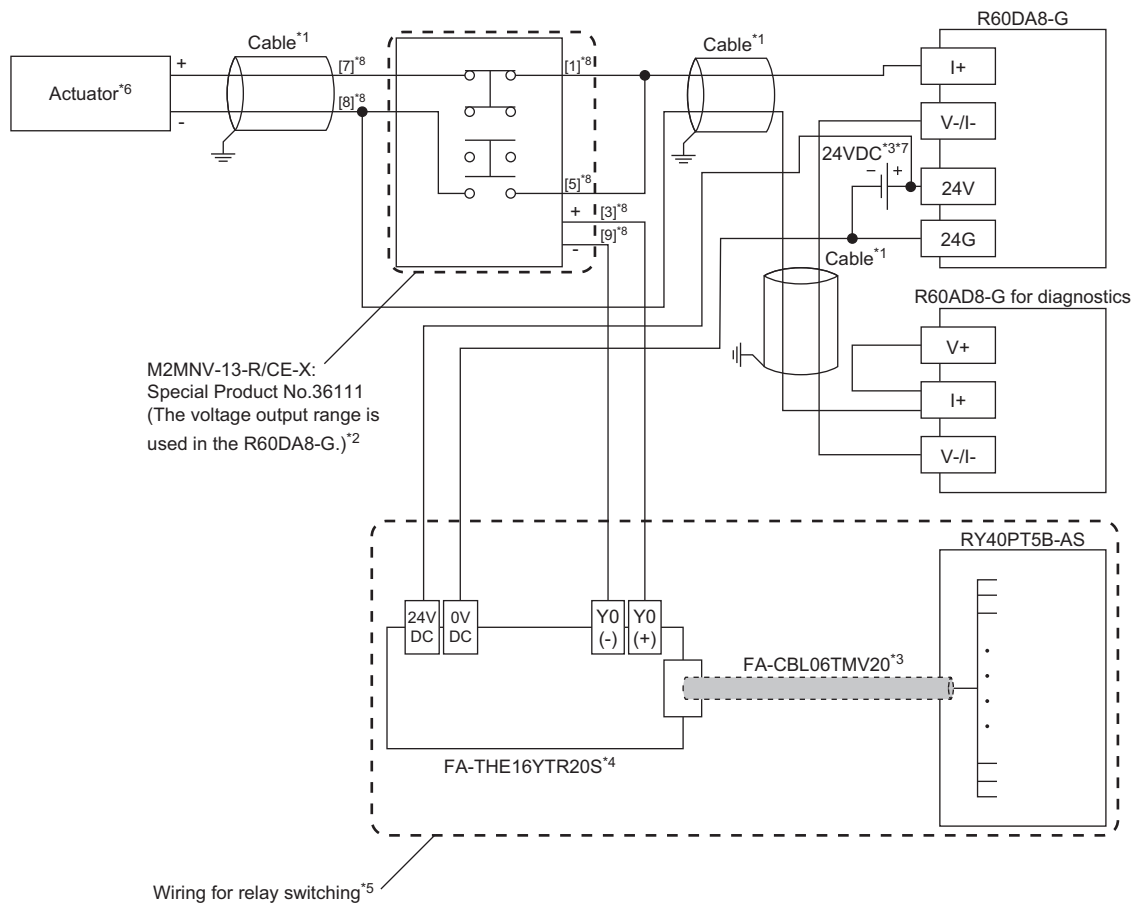 R60DA8-G
Cable*1
Cable*1
+
[7]*8
[1]*8
I+
Actuator*6
[8]*8
-
V-/I-
24VDC*3*7
- +
[5]*8
24V
+ [3]*8
[9]*8
-
24G
Cable*1
R60AD8-G for diagnostics
V+
M2MNV-13-R/CE-X:
Special Product No.36111
(The voltage output range is
used in the R60DA8-G.)*2
I+
V-/I-
RY40PT5B-AS
24V
DC
0V
DC
Y0
(-)
Y0
(+)
FA-CBL06TMV20*3
FA-THE16YTR20S*4
Wiring for relay switching*5